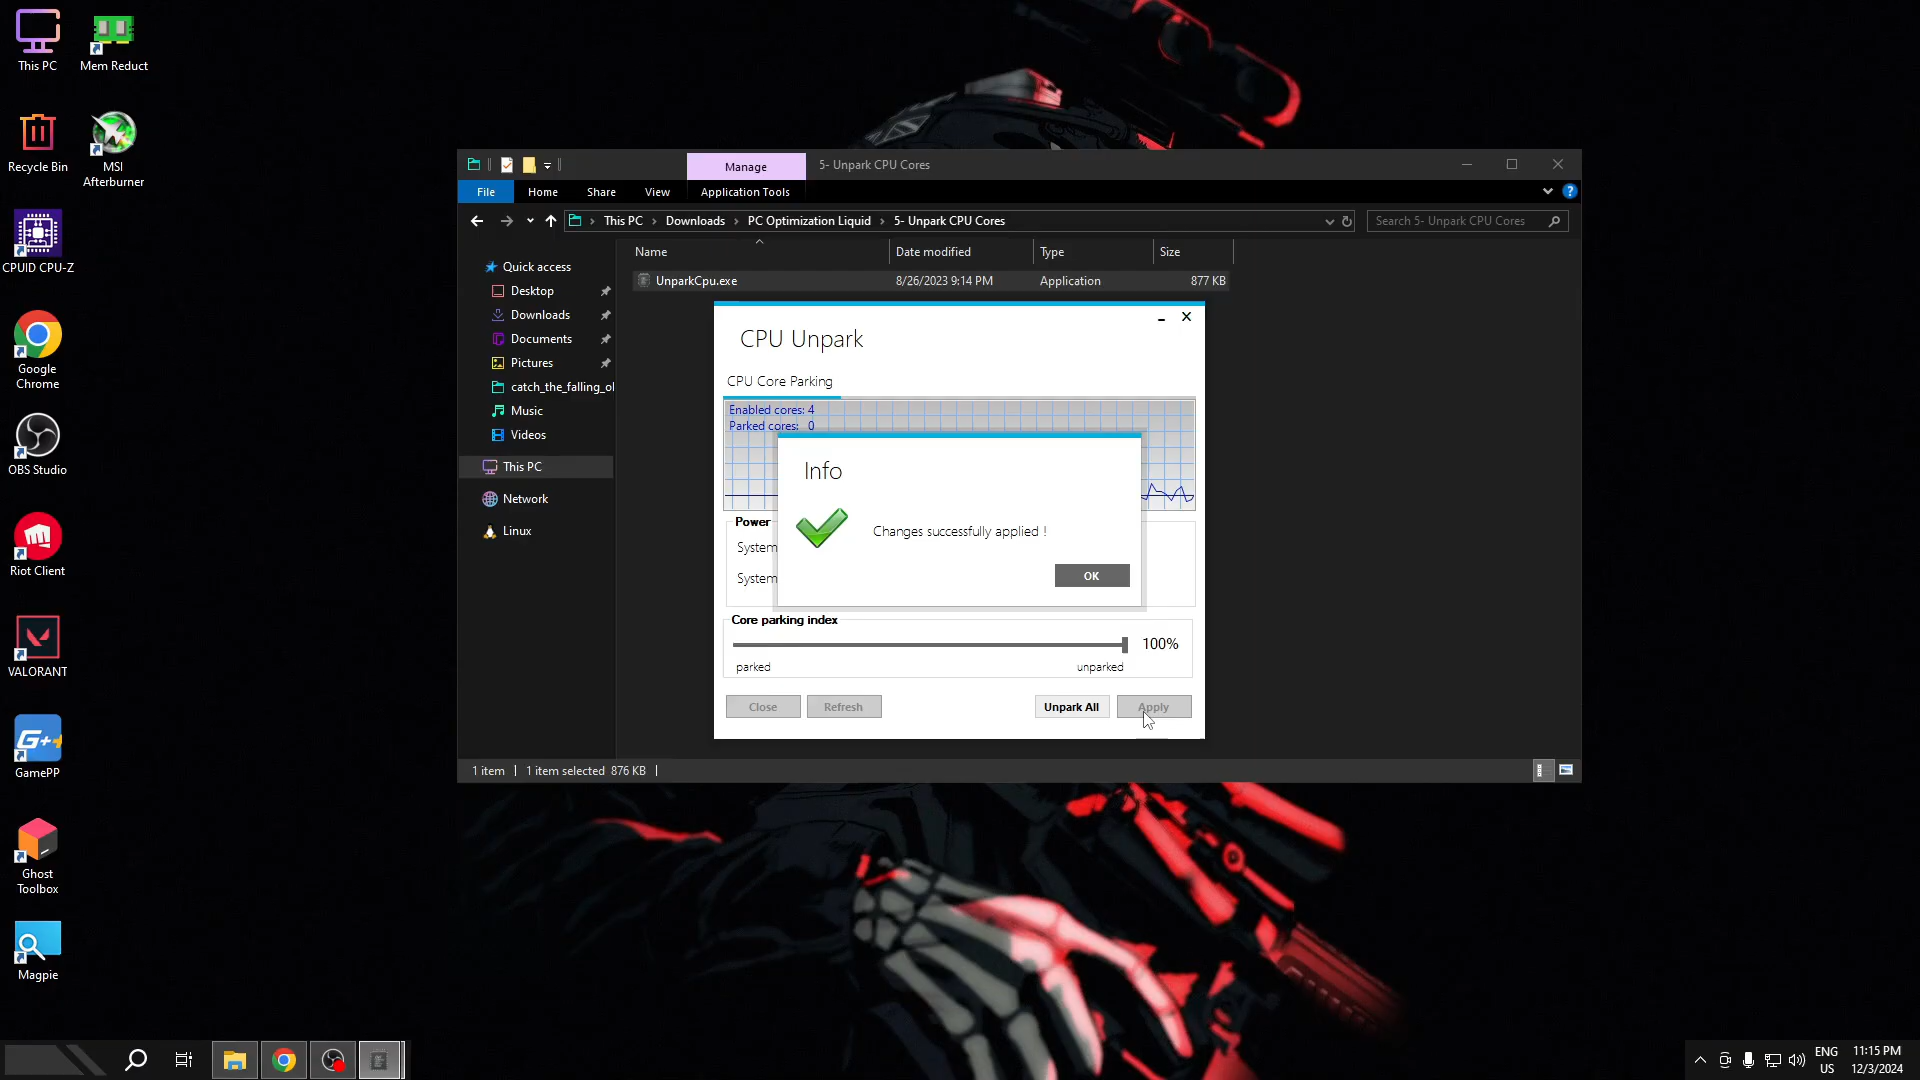 This PC
Mem Reduct
Recycle Bin
MSI
Afterburner
CPUID CPU-Z
Google
Chrome
OBS Studio
Riot Client
VALORANT
GamePP
Ghost
Toolbox
Magpie
Manage
5- Unpark CPU Cores
File
Home
Share
View
Application Tools
This PC
Downloads
PC Optimization Liquid
5- Unpark CPU Cores
Search 5- Unpark CPU Cores
Name
Date modified
Type
Size
UnparkCpu.exe
8/26/2023 9:14 PM
Application
877 KB
Quick access
Desktop
Downloads
Documents
Pictures
catch_the_falling_ol
Music
Videos
This PC
Network
Linux
CPU Unpark
CPU Core Parking
Enabled cores: 4
Parked cores: 0
Info
Changes successfully applied !
OK
Power
System
System
Core parking index
100%
parked
unparked
Close
Refresh
Unpark All
Apply
1 item
1 item selected 876 KB
ENG
US
11:15 PM
12/3/2024